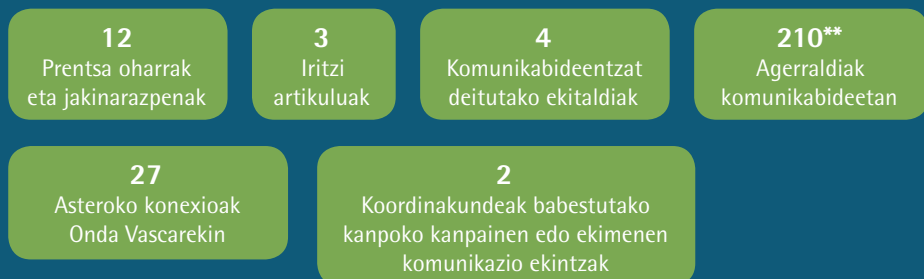 12
Prentsa oharrak
eta jakinarazpenak
3
Iritzi
artikuluak
4
Komunikabideentzat
deitutako ekitaldiak
210**
Agerraldiak
komunikabideetan
27
Asteroko konexioak
Onda Vascarekin
2
Koordinakundeak babestutako
kanpoko kanpainen edo ekimenen
komunikazio ekintzak